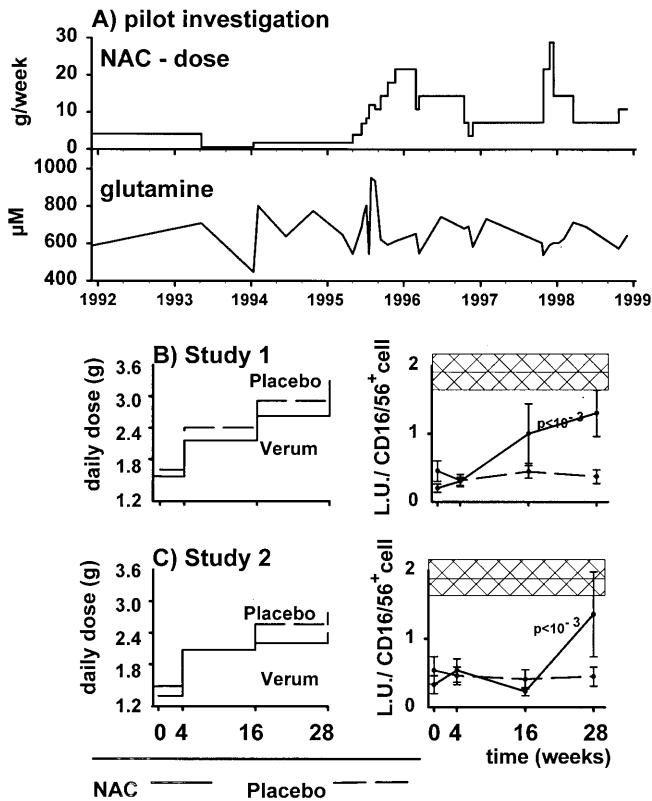 A) pilot investigation
NAC - dose
g/week
30
20
10
0
glutamine
µM
1000
800
600
400
1992 1993 1994 1995 1996 1997 1998 1999
B) Study 1
daily dose (g)
3.6
3.0
2.4
1.8
1.2
Placebo
Verum
L.U./ CD16/56+cell
2
1
0
p<10-3
C) Study 2
daily dose (g)
3.6
3.0
2.4
1.8
1.2
Placebo
Verum
0 4 16 28
L.U./ CD16/56+cell
2
1
0
p<10-3
0 4 16 28
time (weeks)
NAC Placebo